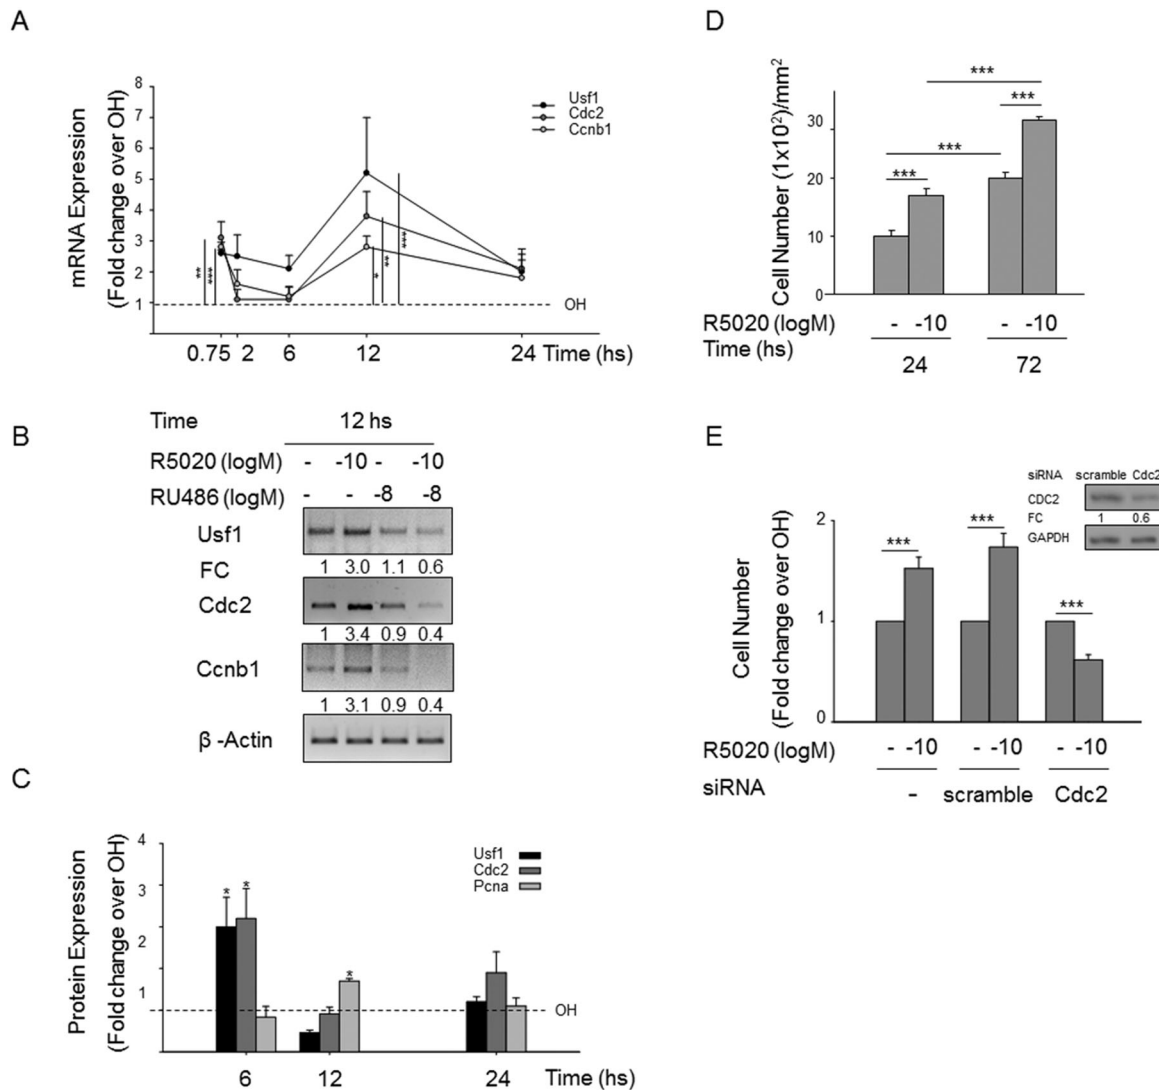 A
mRNA Expression
(Fold change over OH)
8
7
6
5
4
3
2
1
Usf1
Cdc2
Ccnb1
** *** * ** ***
OH
0.75 2 6 12 24 Time (hs)
B
Time 12 hs
R5020 (logM) - -10 - -10
RU486 (logM) - - -8 -8
Usf1
FC 1 3.0 1.1 0.6
Cdc2
1 3.4 0.9 0.4
Ccnb1
1 3.1 0.9 0.4
β -Actin
C
Protein Expression
(Fold change over OH)
4
3
2
1
Usf1
Cdc2
Pcna
* * *
OH
6 12 24 Time (hs)
D
Cell Number (1x10²)/mm²
30
20
10
0
***
*** ***
***
R5020 (logM) - -10 - -10
Time (hs) 24 72
E
siRNA scramble Cdc2
CDC2
FC 1 0.6
GAPDH
Cell Number
(Fold change over OH)
2
1
0
*** *** ***
R5020 (logM) - -10 - -10 - -10
siRNA - scramble Cdc2